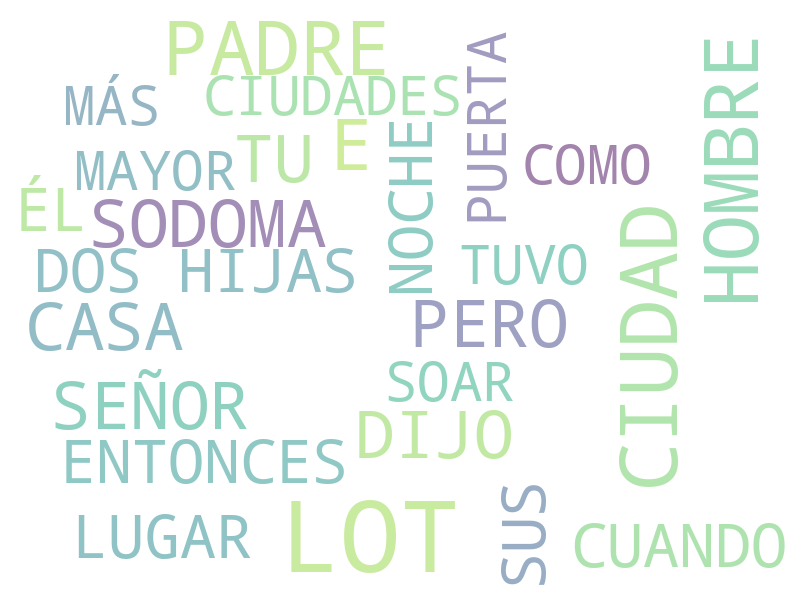 PADRE
MÁS
CIUDADES
PUERTA
HOMBRE
MAYOR
TU
E
NOCHE
COMO
ÉL
SODOMA
DOS HIJAS
TUVO
CIUDAD
CASA
PERO
SEÑOR
SOAR
DIJO
ENTONCES
LUGAR
LOT
SUS
CUANDO